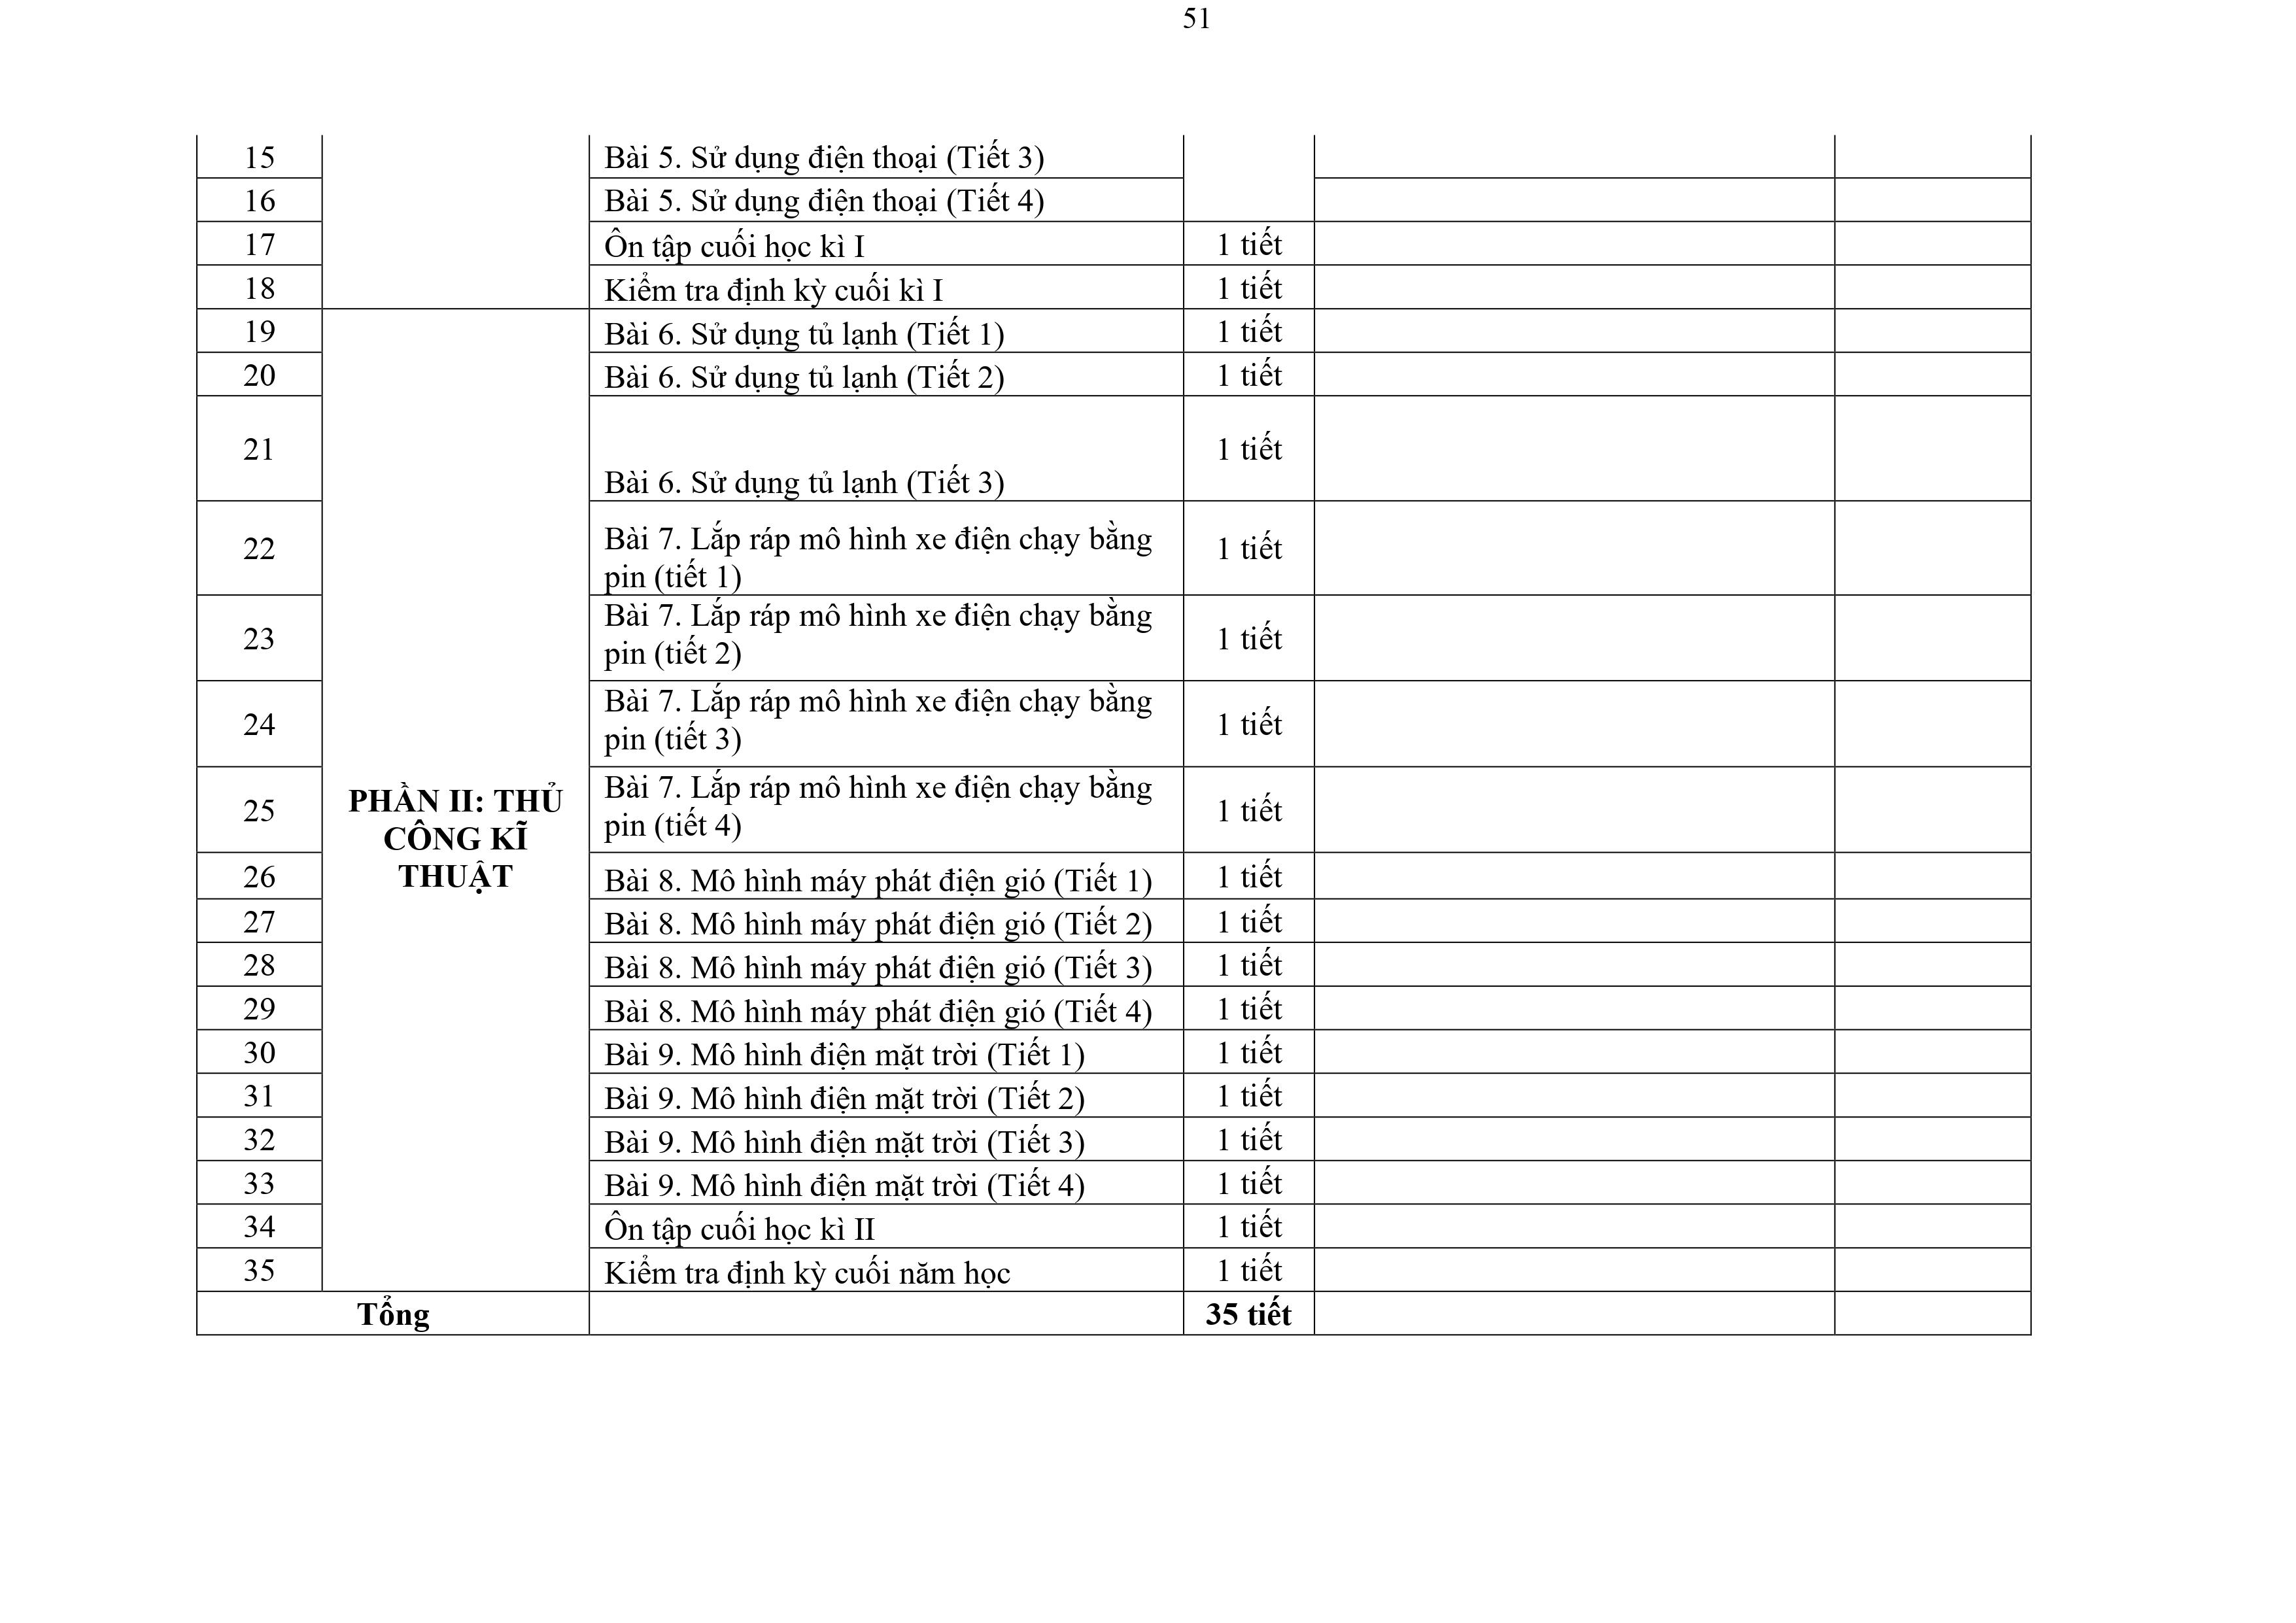 51
15 Bài 5. Sử dụng điện thoại (Tiết 3)
16 Bài 5. Sử dụng điện thoại (Tiết 4)
17 Ôn tập cuối học kì I 1 tiết
18 Kiểm tra định kỳ cuối kì I 1 tiết
19 Bài 6. Sử dụng tủ lạnh (Tiết 1) 1 tiết
20 Bài 6. Sử dụng tủ lạnh (Tiết 2) 1 tiết
21 Bài 6. Sử dụng tủ lạnh (Tiết 3) 1 tiết
22 Bài 7. Lắp ráp mô hình xe điện chạy bằng
pin (tiết 1) 1 tiết
23 Bài 7. Lắp ráp mô hình xe điện chạy bằng
pin (tiết 2) 1 tiết
24 Bài 7. Lắp ráp mô hình xe điện chạy bằng
pin (tiết 3) 1 tiết
PHẦN II: THỦ
CÔNG KĨ
THUẬT
25 Bài 7. Lắp ráp mô hình xe điện chạy bằng
pin (tiết 4) 1 tiết
26 Bài 8. Mô hình máy phát điện gió (Tiết 1) 1 tiết
27 Bài 8. Mô hình máy phát điện gió (Tiết 2) 1 tiết
28 Bài 8. Mô hình máy phát điện gió (Tiết 3) 1 tiết
29 Bài 8. Mô hình máy phát điện gió (Tiết 4) 1 tiết
30 Bài 9. Mô hình điện mặt trời (Tiết 1) 1 tiết
31 Bài 9. Mô hình điện mặt trời (Tiết 2) 1 tiết
32 Bài 9. Mô hình điện mặt trời (Tiết 3) 1 tiết
33 Bài 9. Mô hình điện mặt trời (Tiết 4) 1 tiết
34 Ôn tập cuối học kì II 1 tiết
35 Kiểm tra định kỳ cuối năm học 1 tiết
Tổng 35 tiết